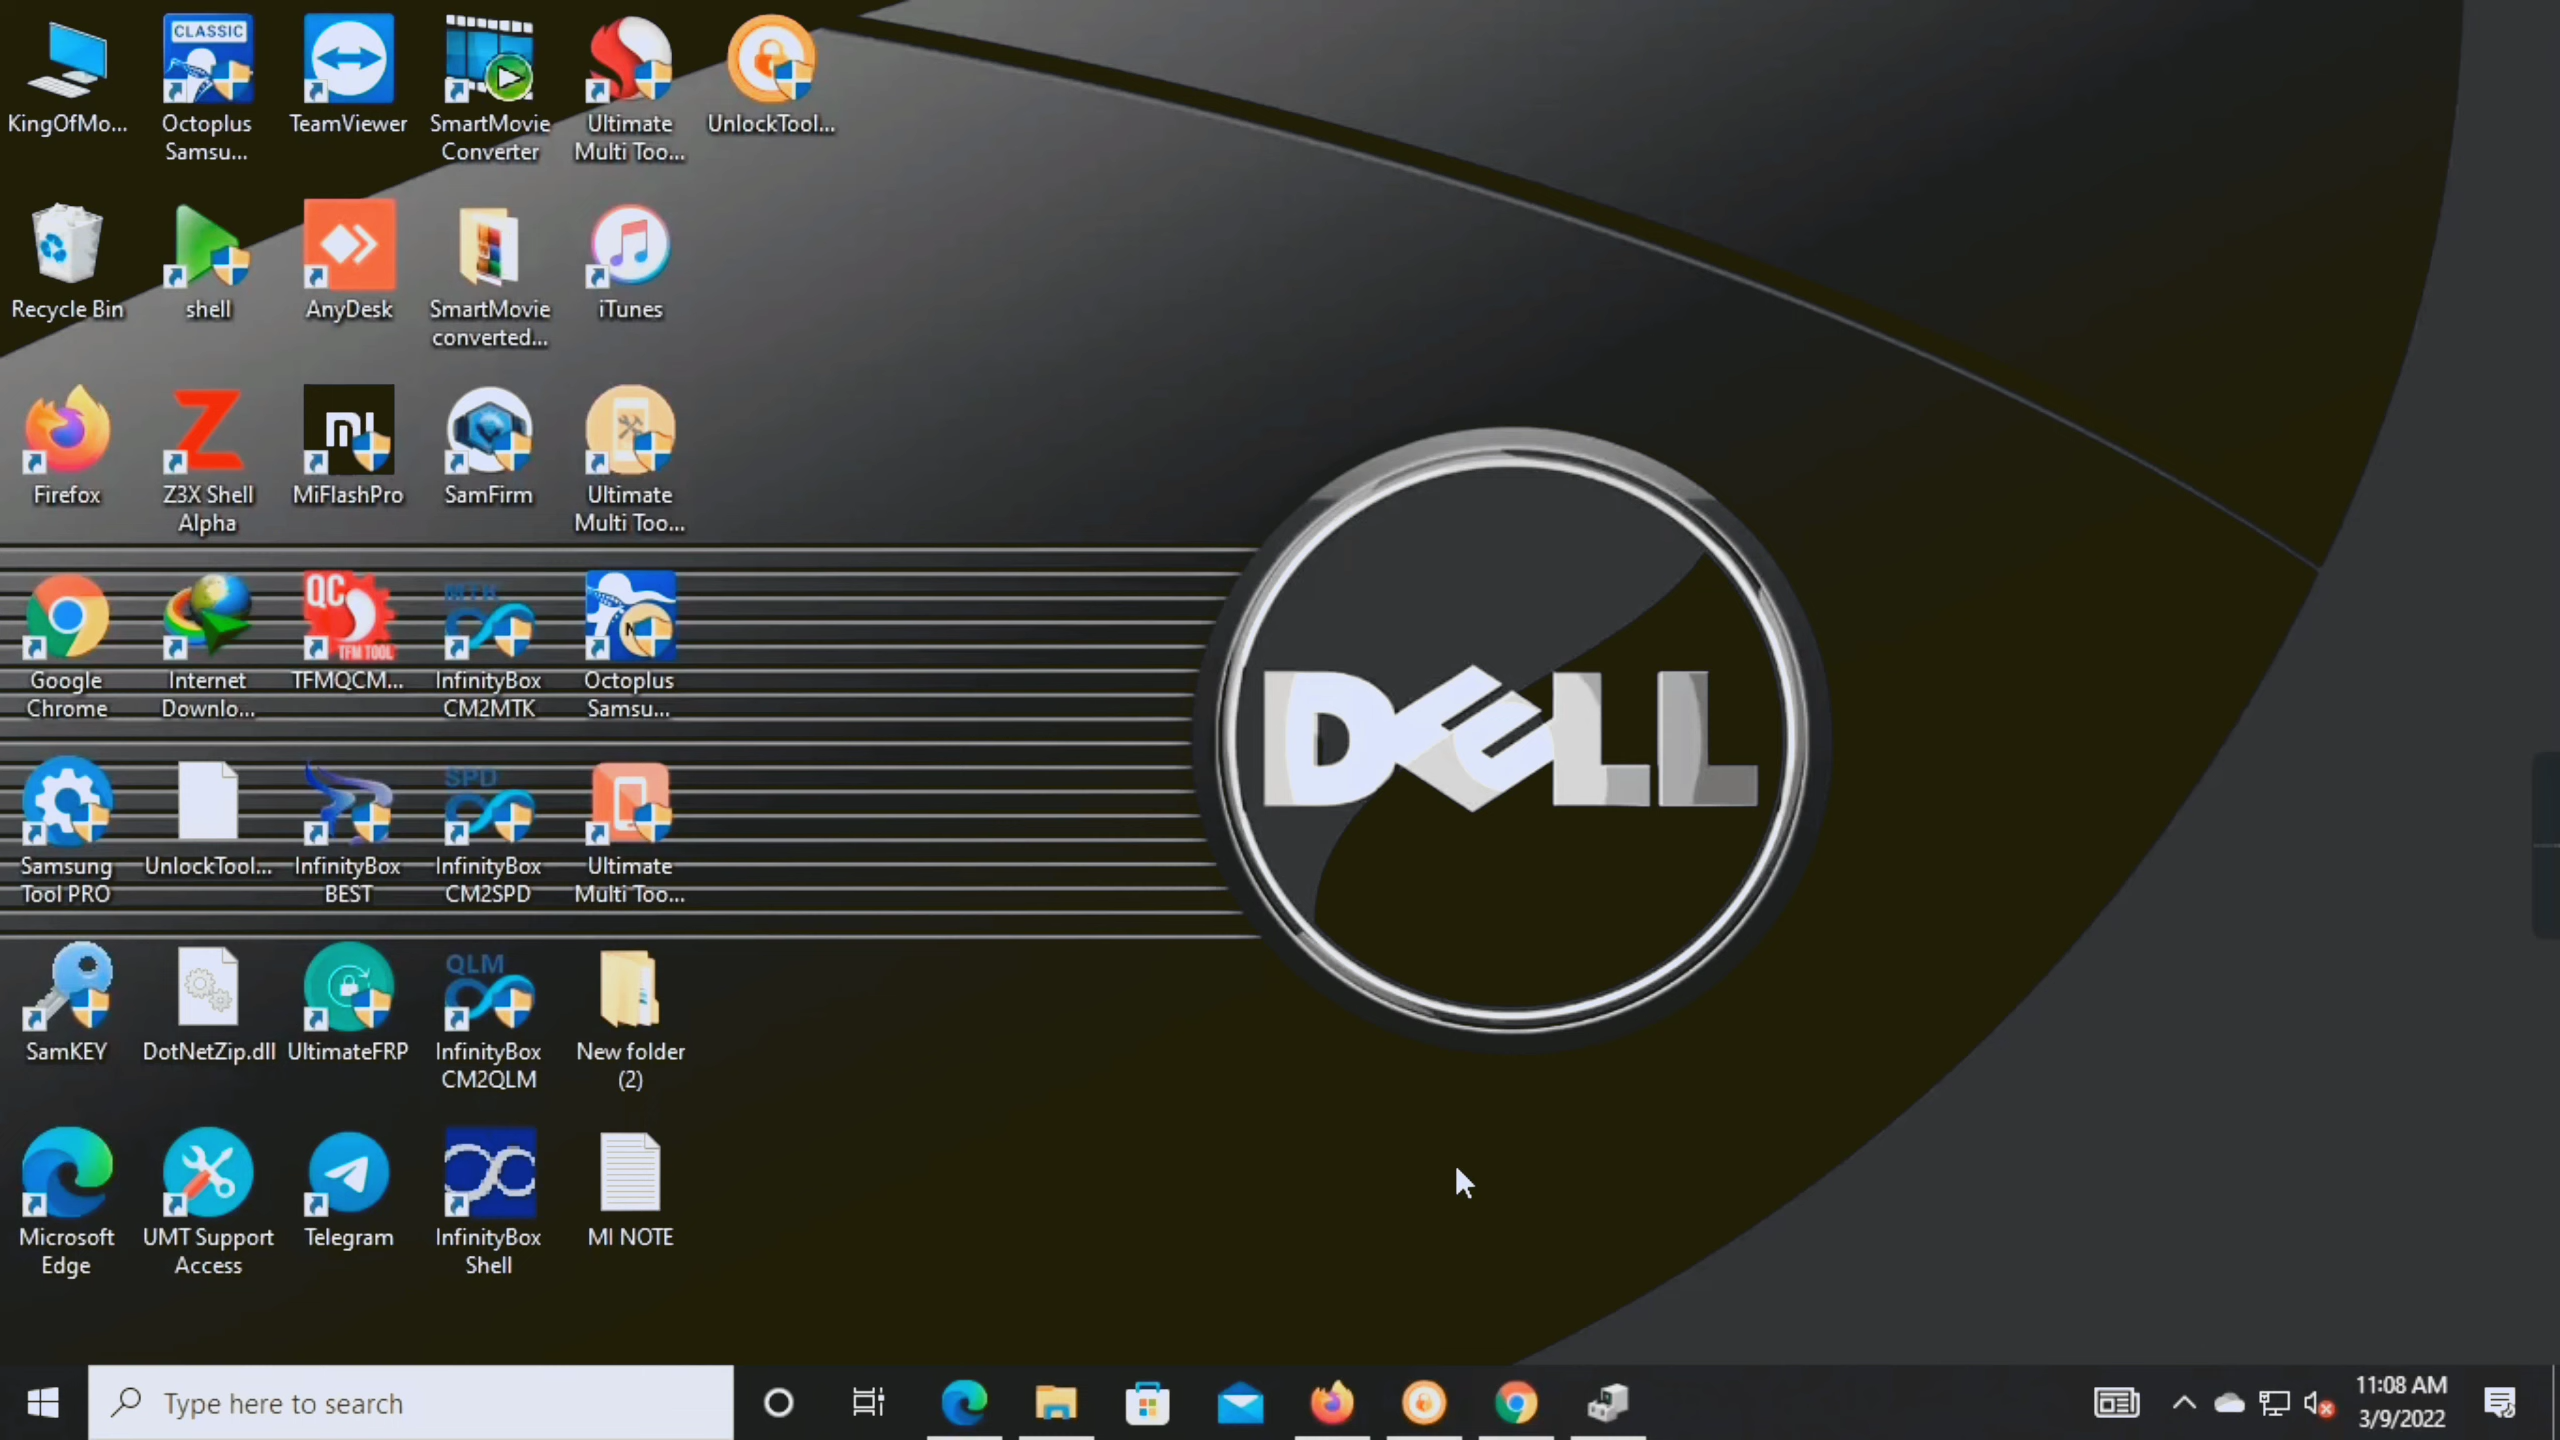 CLASSIC
KingOfMo...
Octoplus
Samsu...
TeamViewer
SmartMovie
Converter
Ultimate
Multi Too...
UnlockTool...
Recycle Bin
shell
AnyDesk
SmartMovie
converted...
iTunes
Firefox
Z3X Shell
Alpha
MiFlashPro
SamFirm
Ultimate
Multi Too...
QC
TFM TOOL
MTK
Google
Chrome
Internet
Downlo...
TFMQCM...
InfinityBox
CM2MTK
Octoplus
Samsu...
DELL
SPD
Samsung
Tool PRO
UnlockTool...
InfinityBox
BEST
InfinityBox
CM2SPD
Ultimate
Multi Too...
QLM
SamKEY
DotNetZip.dll
UltimateFRP
InfinityBox
CM2QLM
New folder
(2)
Microsoft
Edge
UMT Support
Access
Telegram
InfinityBox
Shell
MI NOTE
Type here to search
11:08 AM
3/9/2022